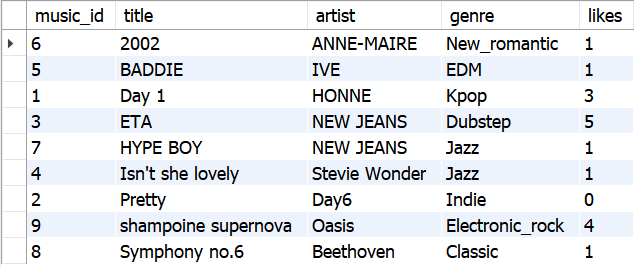 music_id title artist genre likes
6 2002 ANNE-MAIRE New_romantic 1
5 BADDIE IVE EDM 1
1 Day 1 HONNE Kpop 3
3 ETA NEW JEANS Dubstep 5
7 HYPE BOY NEW JEANS Jazz 1
4 Isn't she lovely Stevie Wonder Jazz 1
2 Pretty Day6 Indie 0
9 shampoine supernova Oasis Electronic_rock 4
8 Symphony no.6 Beethoven Classic 1